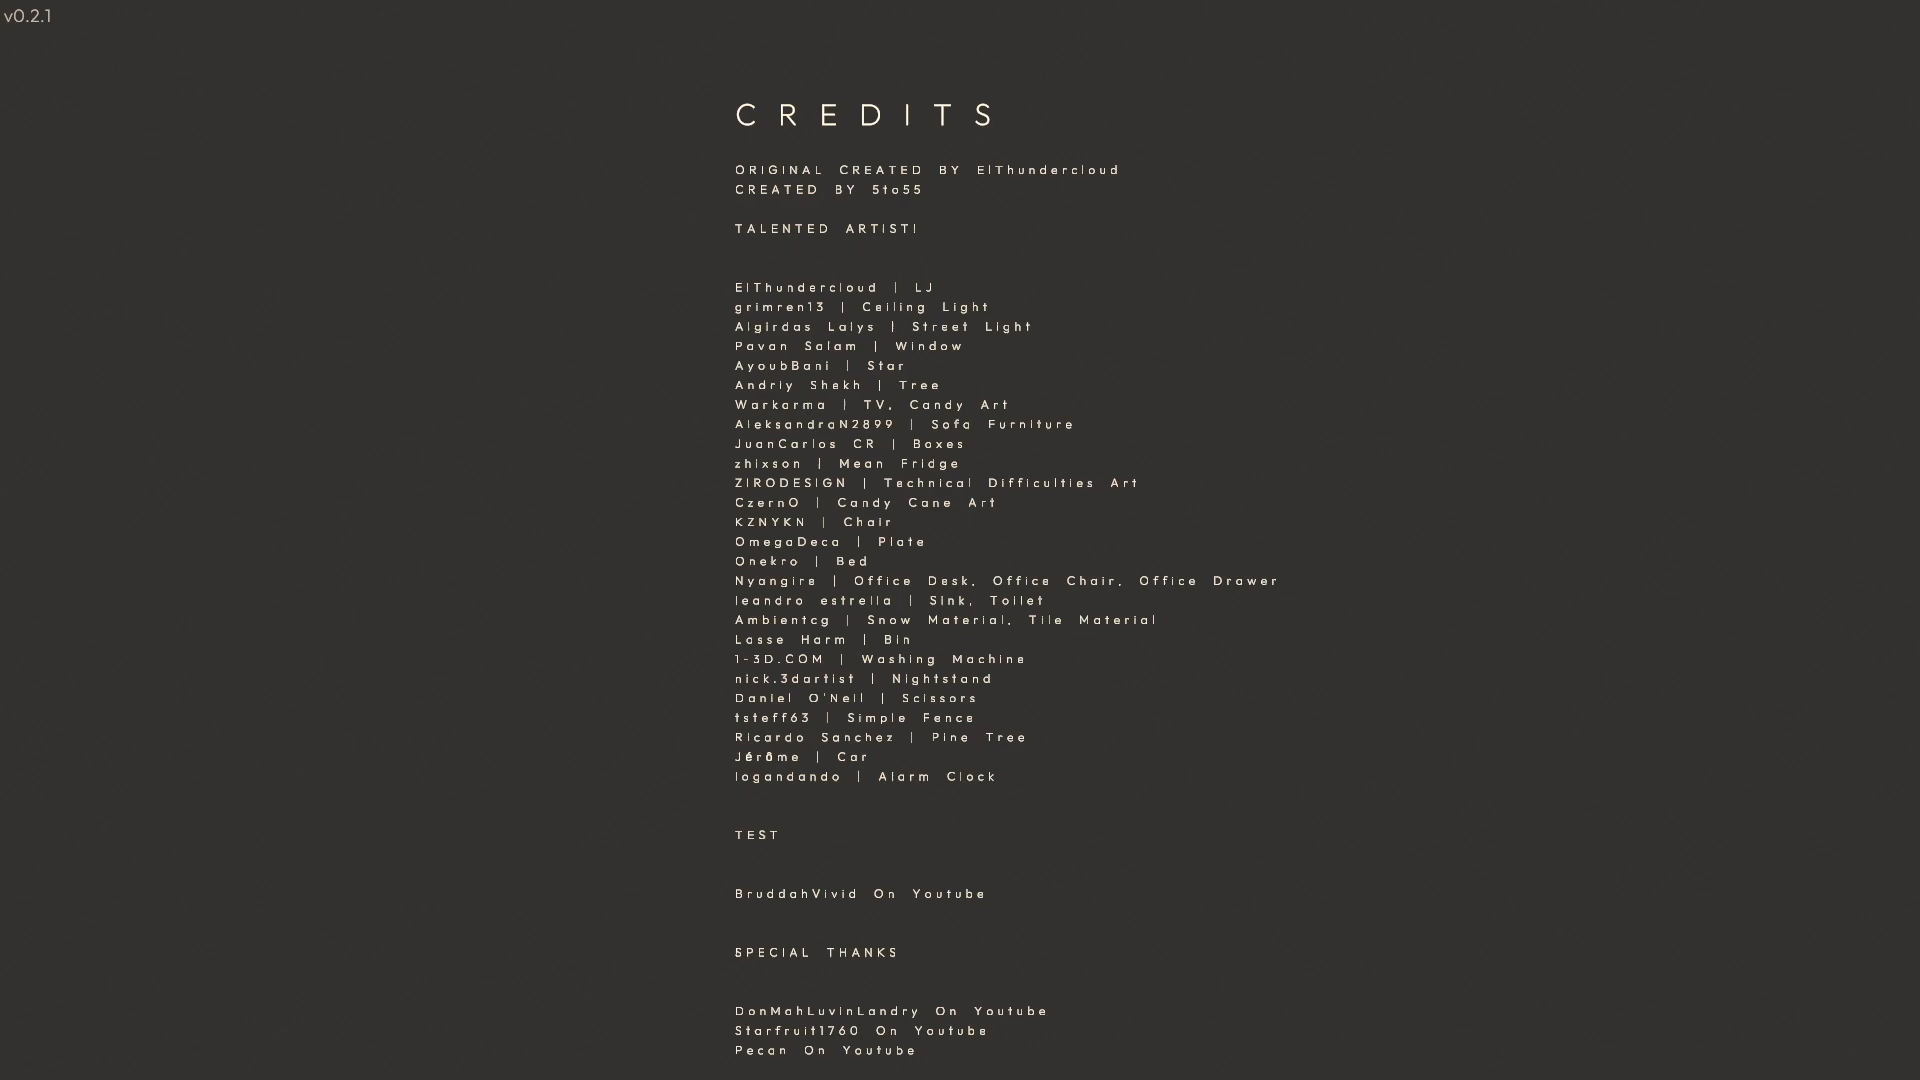 v0.2.1
CREDITS
ORIGINAL CREATED BY ElThundercloud
CREATED BY 5to55
TALENTED ARTIST!
ElThundercloud | LJ
grimren13 | Ceiling Light
Algirdas Lalys | Street Light
Pavan Salam | Window
AyoubBani | Star
Andriy Shekh | Tree
Warkarma | TV, Candy Art
AleksandraN2899 | Sofa Furniture
JuanCarlos CR | Boxes
zhixson | Mean Fridge
ZIRODESIGN | Technical Difficulties Art
CzernO | Candy Cane Art
KZNYKN | Chair
OmegaDeca | Plate
Onekro | Bed
Nyangire | Office Desk, Office Chair, Office Drawer
leandro estrella | Sink, Toilet
Ambientcg | Snow Material, Tile Material
Lasse Harm | Bin
1-3D.COM | Washing Machine
nick.3dartist | Nightstand
Daniel O'Neil | Scissors
tsteff63 | Simple Fence
Ricardo Sanchez | Pine Tree
Jérôme | Car
logandando | Alarm Clock
TEST
BruddahVivid On Youtube
SPECIAL THANKS
DonMahLuvinLandry On Youtube
Starfruit1760 On Youtube
Pecan On Youtube